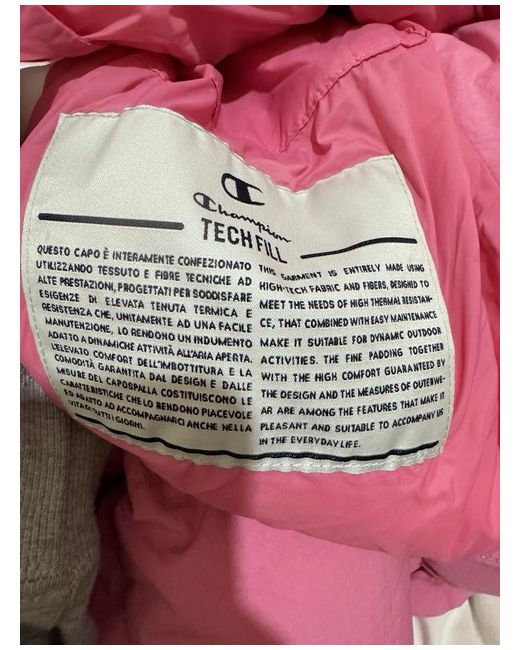 Champion
TECH FILL
QUESTO CAPO È INTERAMENTE CONFEZIONATO
UTILIZZANDO TESSUTO E FIBRE TECNICHE AD
ALTE PRESTAZIONI, PROGETTATI PER SODDISFARE
ESIGENZE DI ELEVATA TENUTA TERMICA E
RESISTENZA CHE, UNITAMENTE AD UNA FACILE
MANUTENZIONE, LO RENDONO UN INDUMENTO
ADATTO A DINAMICHE ATTIVITÀ ALL'ARIA APERTA.
L'ELEVATO COMFORT DELL'IMBOTTITURA E LA
COMODITÀ GARANTITA DAL DESIGN E DALLE
MISURE DEL CAPOSPALLA COSTITUISCONO LE
CARATTERISTICHE CHE LO RENDONO PIACEVOLE
ED ADATTO AD ACCOMPAGNARCI ANCHE NELLA
VITA DI TUTTI I GIORNI.
THIS GARMENT IS ENTIRELY MADE USING
HIGH-TECH FABRIC AND FIBERS, DESIGNED TO
MEET THE NEEDS OF HIGH THERMAL RESISTAN-
CE, THAT COMBINED WITH EASY MAINTENANCE
MAKE IT SUITABLE FOR DYNAMIC OUTDOOR
ACTIVITIES. THE FINE PADDING TOGETHER
WITH THE HIGH COMFORT GUARANTED BY
THE DESIGN AND THE MEASURES OF OUTERWE-
AR ARE AMONG THE FEATURES THAT MAKE IT
PLEASANT AND SUITABLE TO ACCOMPANY US
IN THE EVERYDAY LIFE.